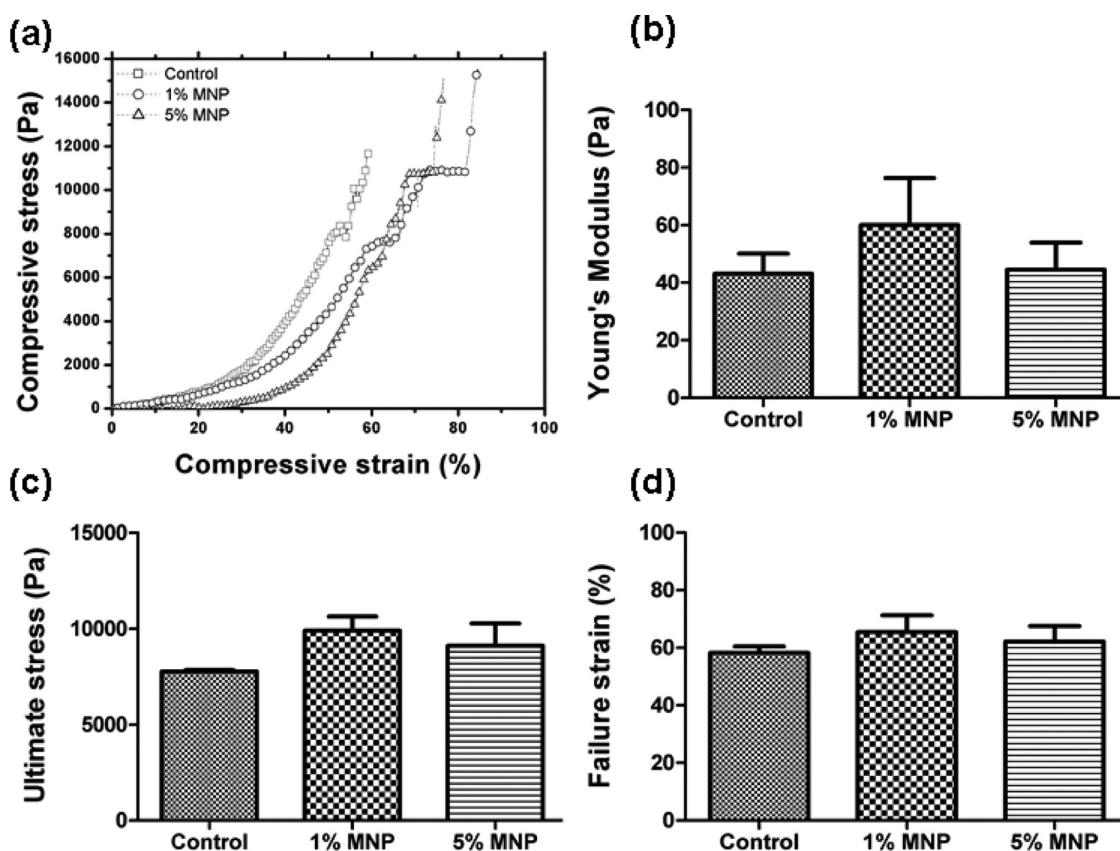 (a)
Compressive stress (Pa)
16000
14000
12000
10000
8000
6000
4000
2000
0
Control
1% MNP
5% MNP
0 20 40 60 80 100
Compressive strain (%)
(b)
Young's Modulus (Pa)
100
80
60
40
20
0
Control 1% MNP 5% MNP
(c)
Ultimate stress (Pa)
15000
10000
5000
0
Control 1% MNP 5% MNP
(d)
Failure strain (%)
100
80
60
40
20
0
Control 1% MNP 5% MNP